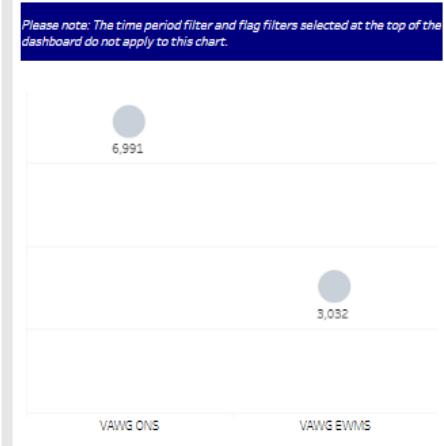 Please note: The time period filter and flag filters selected at the top of the
dashboard do not apply to this chart.
6,991
3,032
VAWG ONS
VAWG EWMS